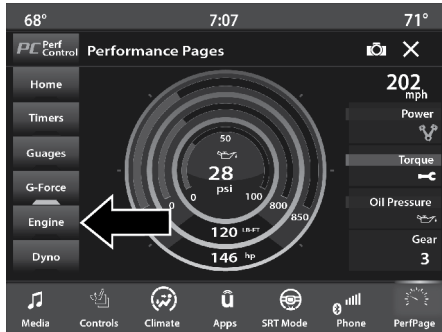 68°
7:07
71°
PC Perf Control
Performance Pages
Home
Timers
Guages
G-Force
Engine
Dyno
50
28
psi
0
100
0
800
850
120 LB-FT
146 hp
202
mph
Power
Torque
Oil Pressure
Gear
3
Media
Controls
Climate
ũ
Apps
SRT Mode
Phone
PerfPage